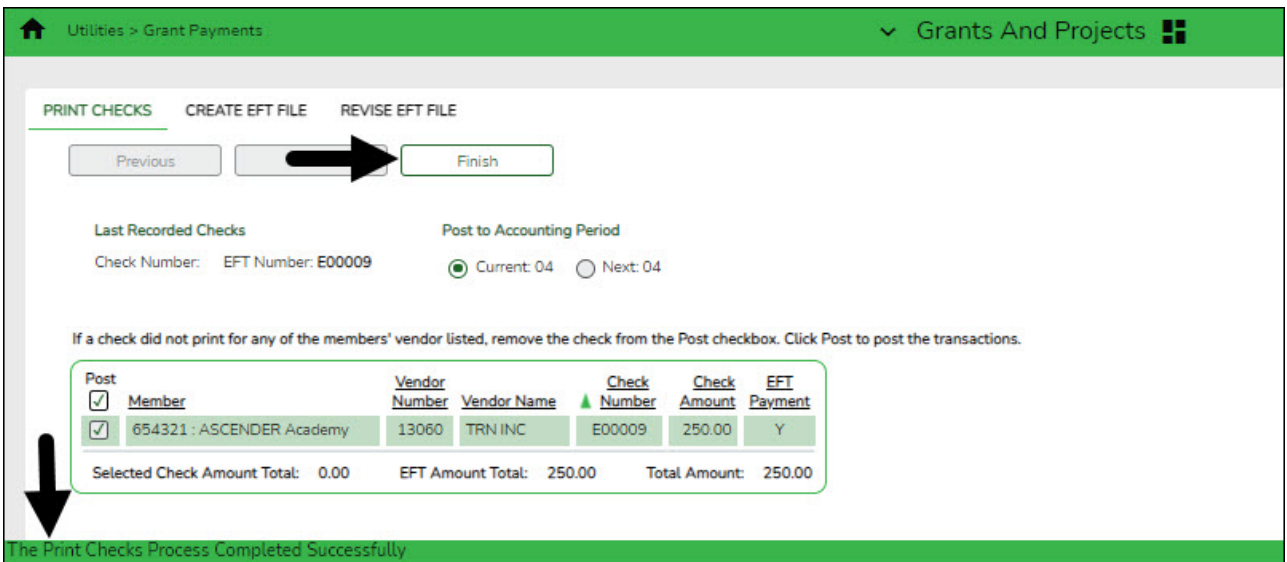 Utilities > Grant Payments
Grants And Projects
PRINT CHECKS CREATE EFT FILE REVISE EFT FILE
Previous Finish
Last Recorded Checks Post to Accounting Period
Check Number: EFT Number: E00009 Current: 04 Next: 04
If a check did not print for any of the members' vendor listed, remove the check from the Post checkbox. Click Post to post the transactions.
Post Vendor Check Check EFT
Member Number Vendor Name Number Amount Payment
654321 : ASCENDER Academy 13060 TRN INC E00009 250.00 Y
Selected Check Amount Total: 0.00 EFT Amount Total: 250.00 Total Amount: 250.00
The Print Checks Process Completed Successfully